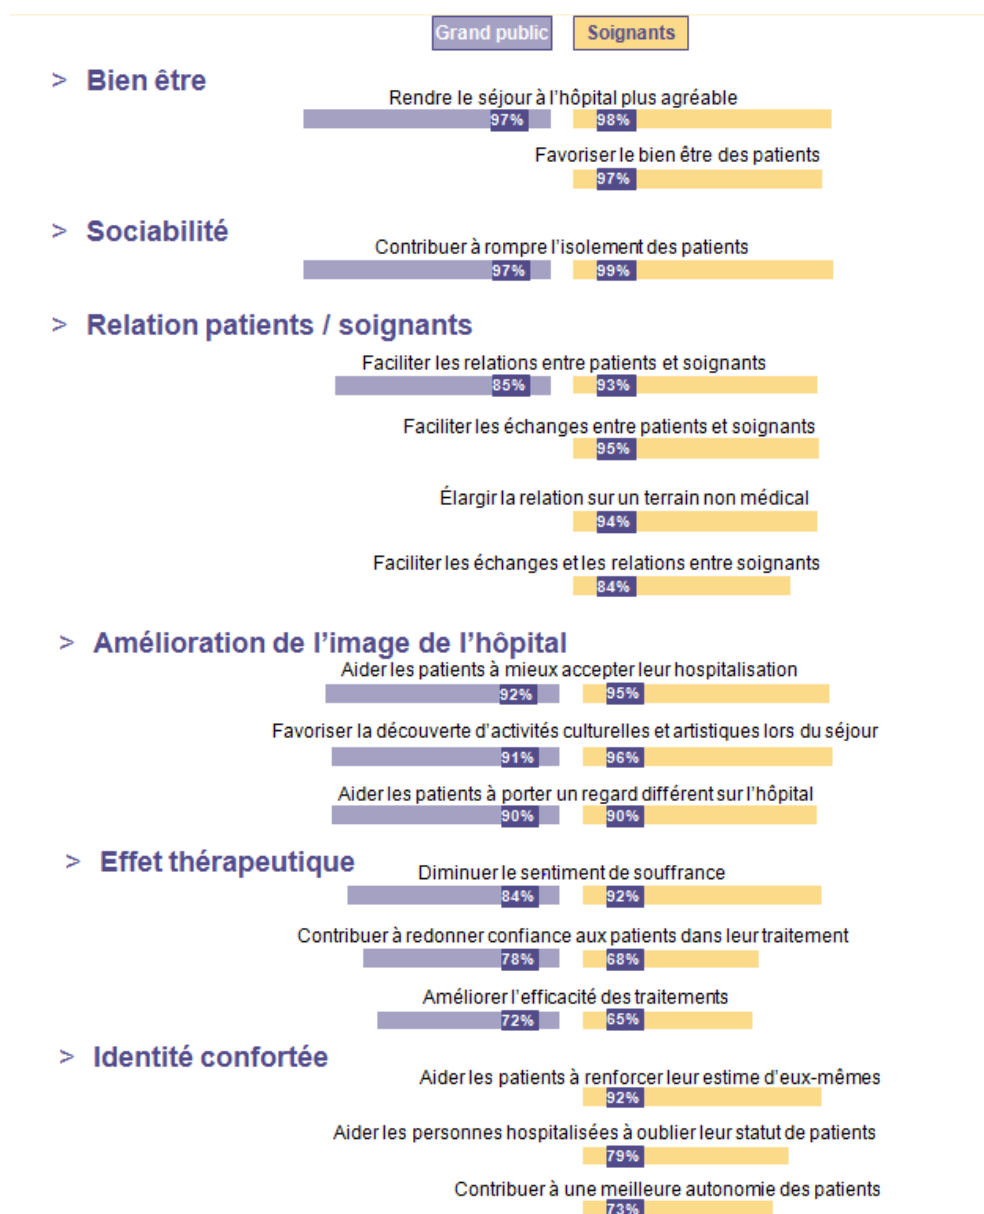 Grand public Soignants
> Bien être
Rendre le séjour à l'hôpital plus agréable
97% 98%
Favoriser le bien être des patients
97%
> Sociabilité
Contribuer à rompre l'isolement des patients
97% 99%
> Relation patients / soignants
Faciliter les relations entre patients et soignants
85% 93%
Faciliter les échanges entre patients et soignants
95%
Élargir la relation sur un terrain non médical
94%
Faciliter les échanges et les relations entre soignants
84%
> Amélioration de l'image de l'hôpital
Aider les patients à mieux accepter leur hospitalisation
92% 95%
Favoriser la découverte d'activités culturelles et artistiques lors du séjour
91% 96%
Aider les patients à porter un regard différent sur l'hôpital
90% 90%
> Effet thérapeutique
Diminuer le sentiment de souffrance
84% 92%
Contribuer à redonner confiance aux patients dans leur traitement
78% 68%
Améliorer l'efficacité des traitements
72% 65%
> Identité confortée
Aider les patients à renforcer leur estime d'eux-mêmes
92%
Aider les personnes hospitalisées à oublier leur statut de patients
79%
Contribuer à une meilleure autonomie des patients
73%